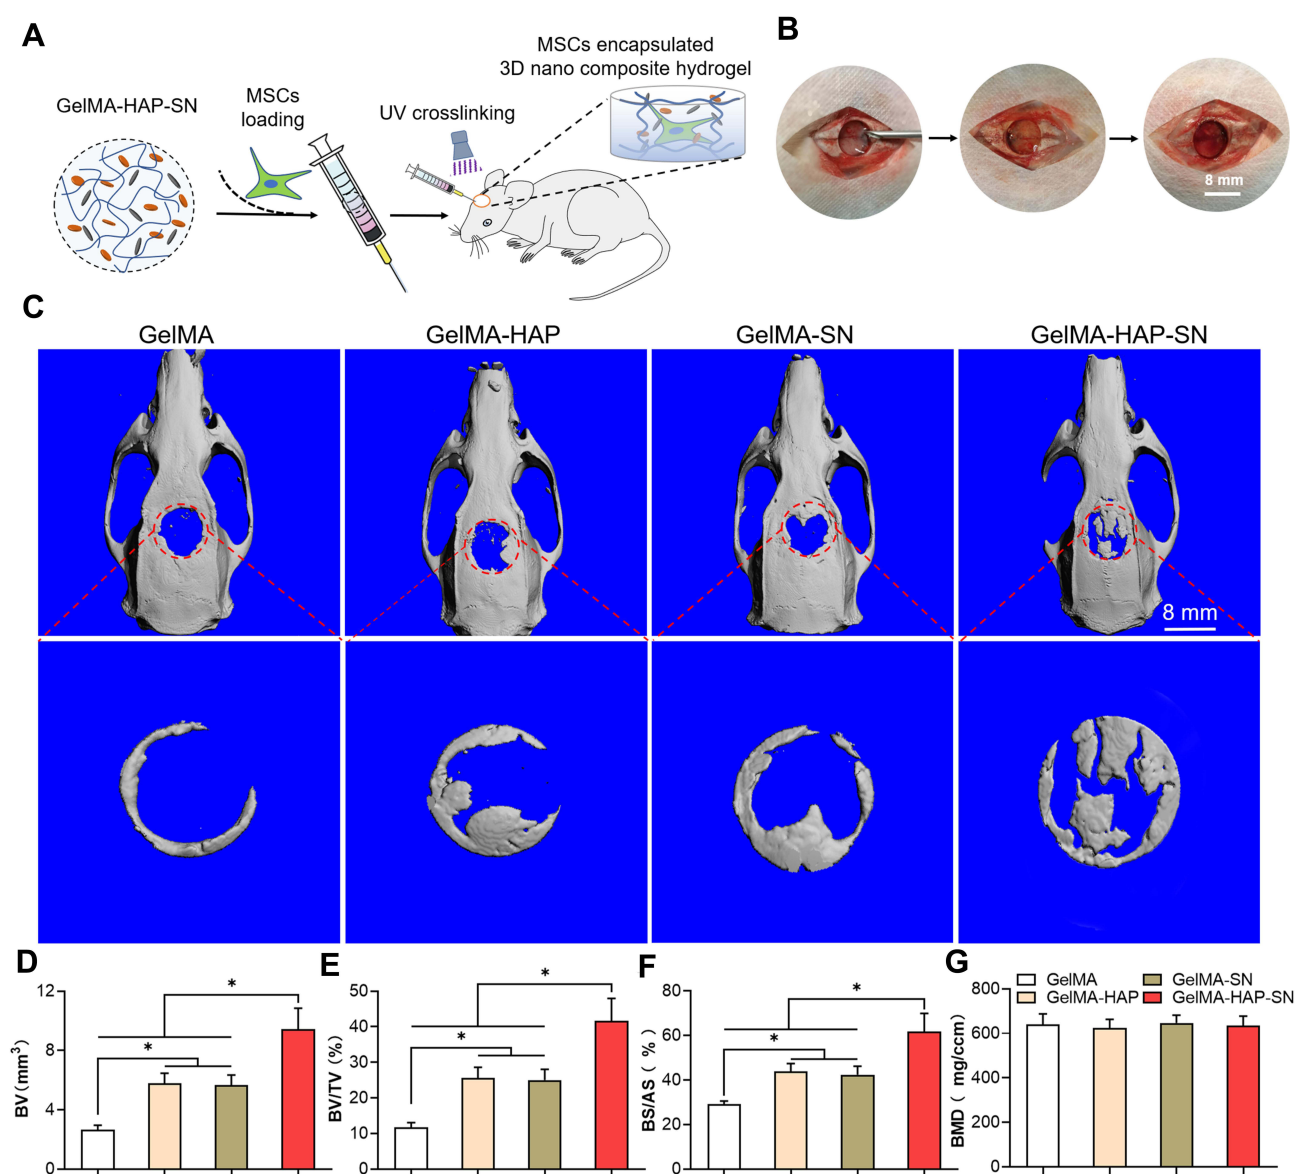 A
GelMA-HAP-SN
MSCs
loading
UV crosslinking
MSCs encapsulated
3D nano composite hydrogel
B
8 mm
C
GelMA
GelMA-HAP
GelMA-SN
GelMA-HAP-SN
8 mm
D
BV(mm³)
12
8
4
0
*
*
E
BV/TV (%)
50
40
30
20
10
0
*
*
F
BS/AS ( %)
80
60
40
20
0
*
*
G
BMD ( mg/ccm)
800
600
400
200
0
GelMA
GelMA-SN
GelMA-HAP
GelMA-HAP-SN